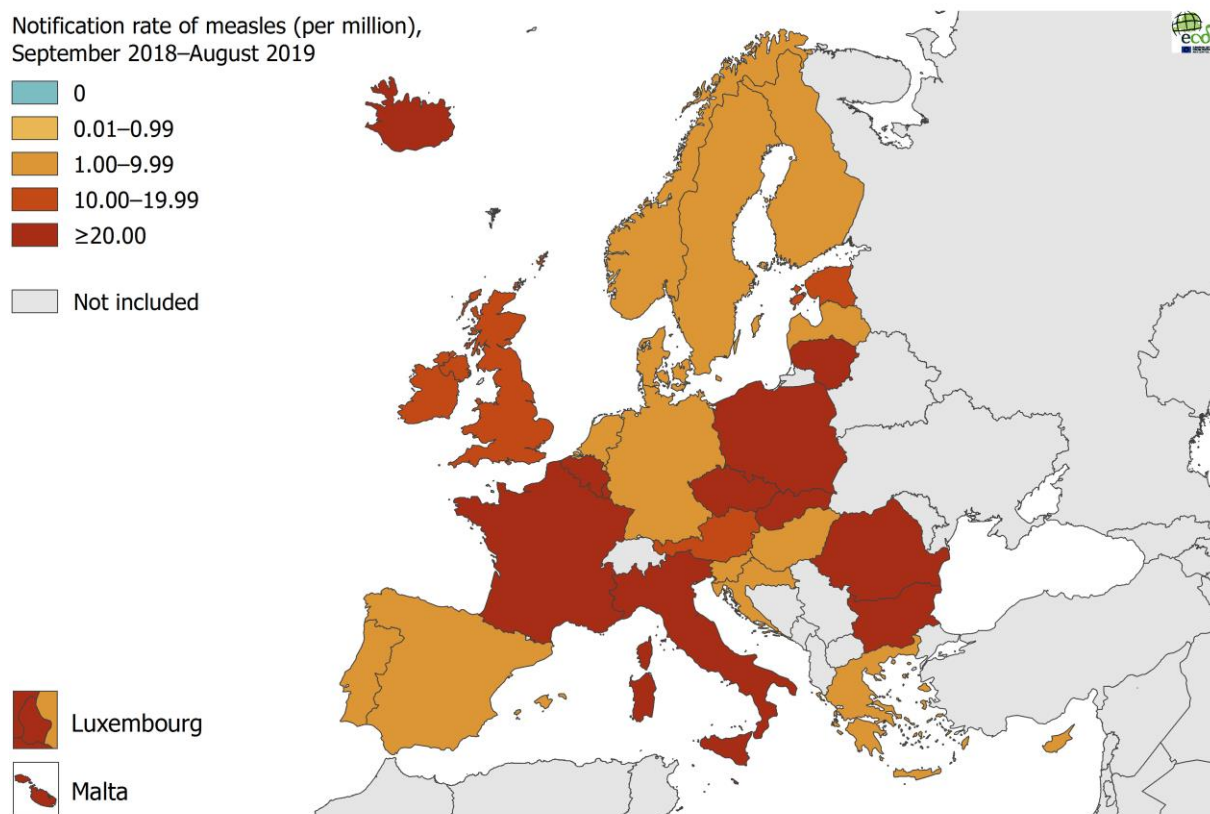 Notification rate of measles (per million),
September 2018–August 2019
0
0.01–0.99
1.00–9.99
10.00–19.99
≥20.00
Not included
Luxembourg
Malta